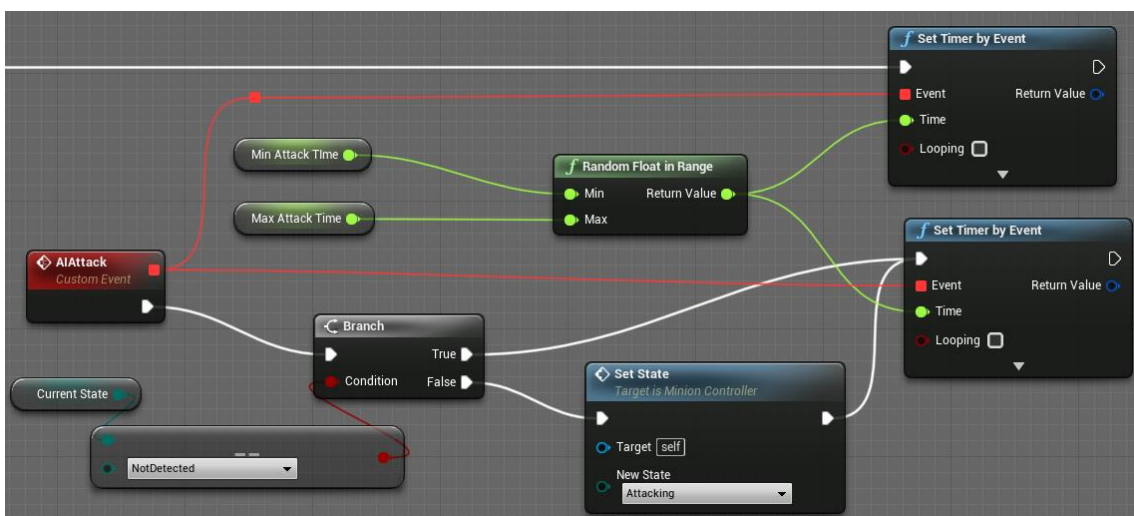 Set Timer by Event
Event Return Value
Time
Looping
Min Attack TIme
Max Attack Time
Random Float in Range
Min Return Value
Max
AIAttack
Custom Event
Branch
True
Condition False
Current State
==
NotDetected
Set State
Target is Minion Controller
Target self
New State
Attacking
Set Timer by Event
Event Return Value
Time
Looping